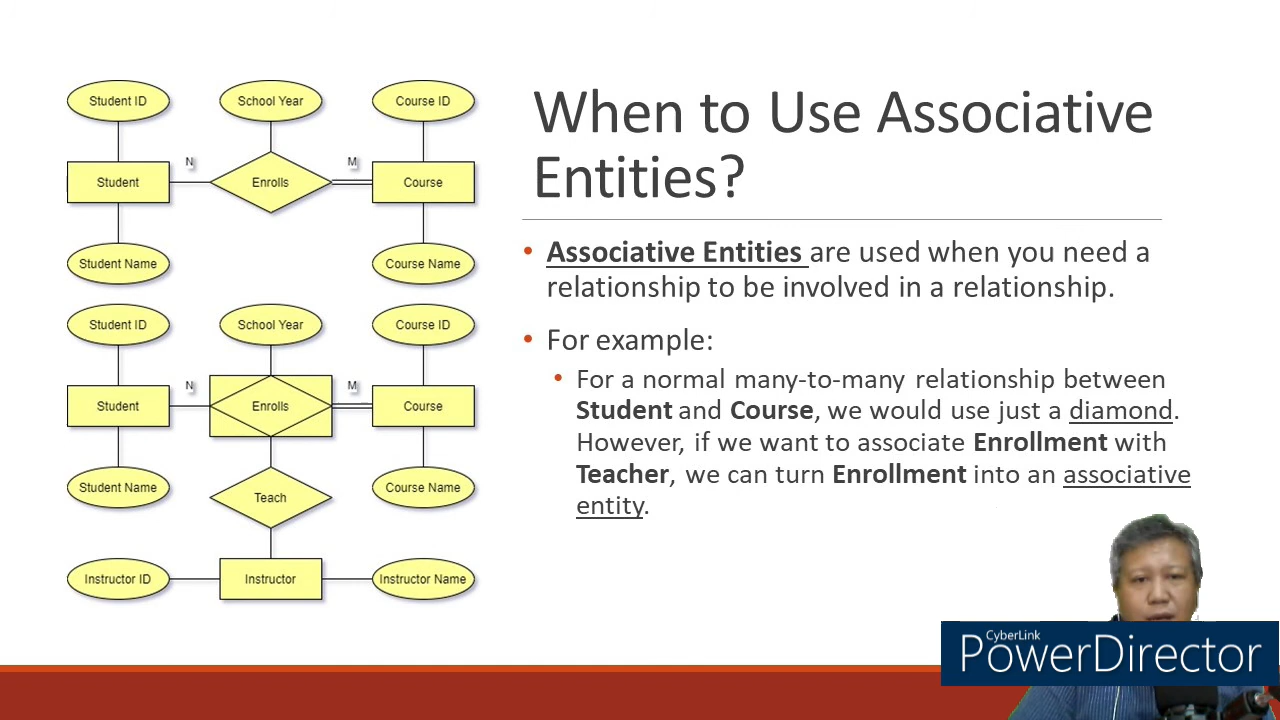 When to Use Associative
Entities?
Associative Entities are used when you need a
relationship to be involved in a relationship.
For example:
For a normal many-to-many relationship between
Student and Course, we would use just a diamond.
However, if we want to associate Enrollment with
Teacher, we can turn Enrollment into an associative
entity.
Student ID
School Year
Course ID
N
M
Student
Enrolls
Course
Student Name
Course Name
Student ID
School Year
Course ID
N
M
Student
Enrolls
Course
Student Name
Teach
Course Name
Instructor ID
Instructor
Instructor Name
CyberLink
PowerDirector